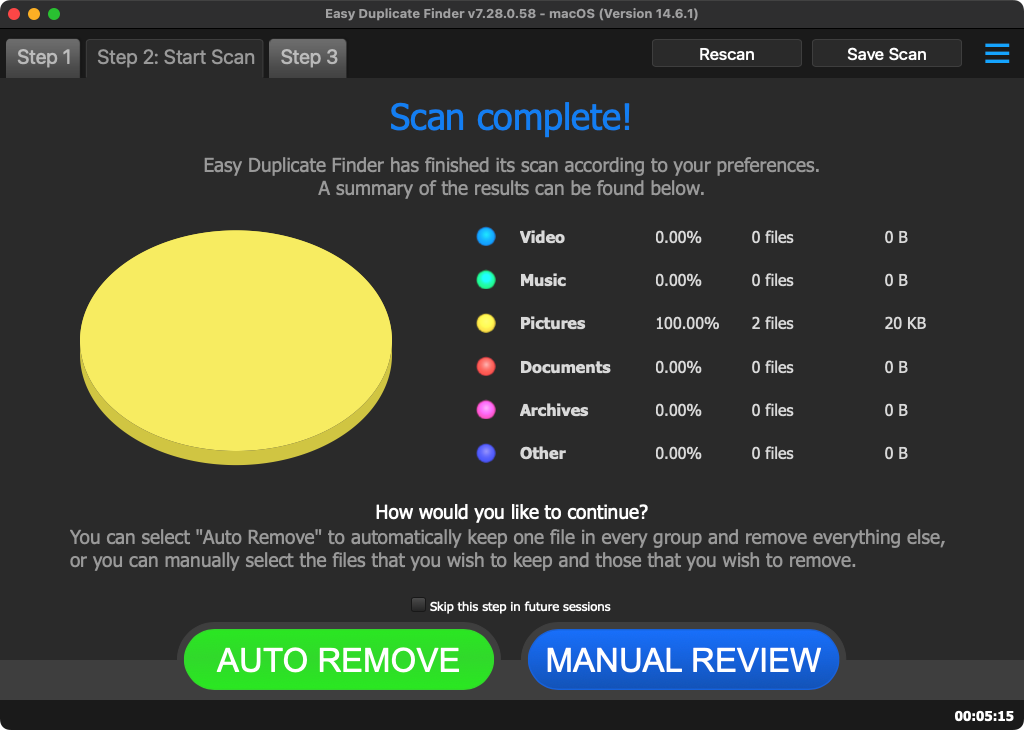 Easy Duplicate Finder v7.28.0.58 - macOS (Version 14.6.1)
Step 1 Step 2: Start Scan Step 3 Rescan Save Scan
Scan complete!
Easy Duplicate Finder has finished its scan according to your preferences.
A summary of the results can be found below.
Video 0.00% 0 files 0 B
Music 0.00% 0 files 0 B
Pictures 100.00% 2 files 20 KB
Documents 0.00% 0 files 0 B
Archives 0.00% 0 files 0 B
Other 0.00% 0 files 0 B
How would you like to continue?
You can select "Auto Remove" to automatically keep one file in every group and remove everything else,
or you can manually select the files that you wish to keep and those that you wish to remove.
Skip this step in future sessions
AUTO REMOVE MANUAL REVIEW
00:05:15